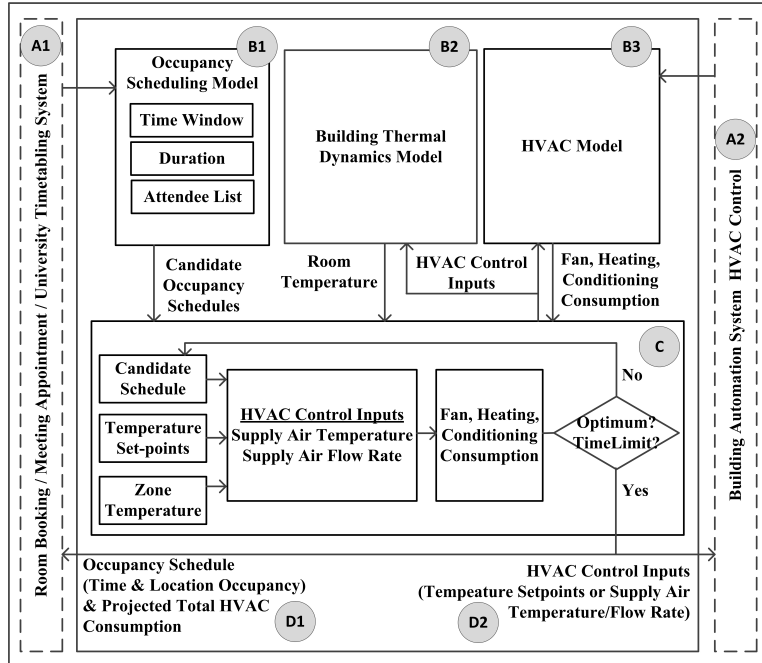 A1
Room Booking / Meeting Appointment / University Timetabling System
B1
Occupancy
Scheduling Model
Time Window
Duration
Attendee List
B2
Building Thermal
Dynamics Model
B3
HVAC Model
A2
Building Automation System HVAC Control
Candidate
Occupancy
Schedules
Room
Temperature
HVAC Control
Inputs
Fan, Heating,
Conditioning
Consumption
C
Candidate
Schedule
Temperature
Set-points
Zone
Temperature
HVAC Control Inputs
Supply Air Temperature
Supply Air Flow Rate
Fan, Heating,
Conditioning
Consumption
Optimum?
TimeLimit?
No
Yes
Occupancy Schedule
(Time & Location Occupancy)
& Projected Total HVAC
Consumption
D1
HVAC Control Inputs
(Tempeature Setpoints or Supply Air
Temperature/Flow Rate)
D2